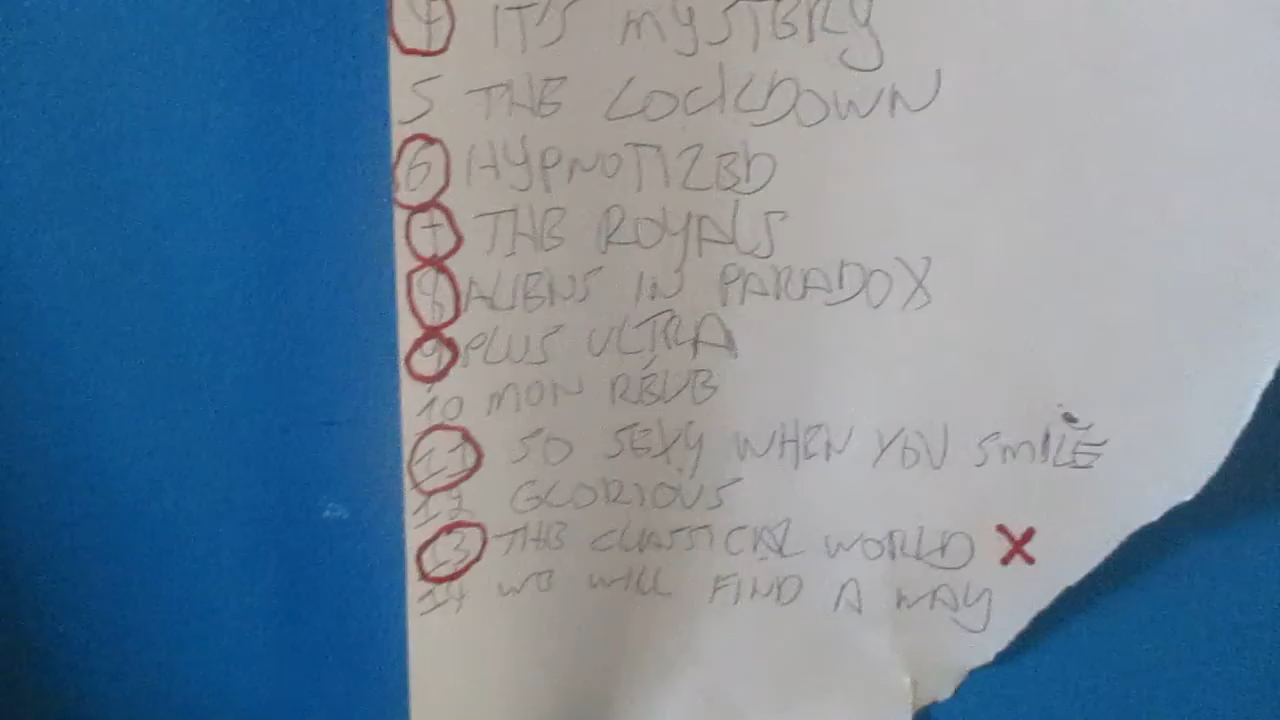 4 IT'S MYSTERY
5 THE LOCKDOWN
6 HYPNOTIZED
7 THE ROYALS
8 ALIENS IN PARADOX
9 PLUS ULTRA
10 MON RÉVE
11 SO SEXY WHEN YOU SMILE
12 GLORIOUS
13 THE CLASSICAL WORLD X
14 WE WILL FIND A WAY